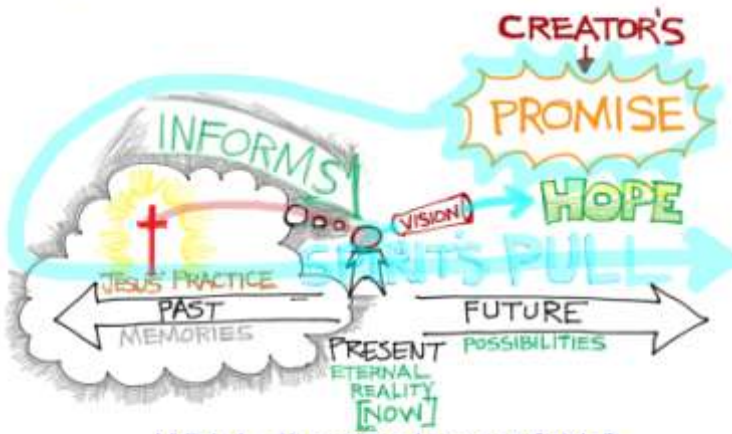 CREATOR'S
PROMISE
INFORMS
VISION
HOPE
SPIRIT'S PULL
JESUS' PRACTICE
PAST
MEMORIES
FUTURE
POSSIBILITIES
PRESENT
ETERNAL
REALITY
[NOW]